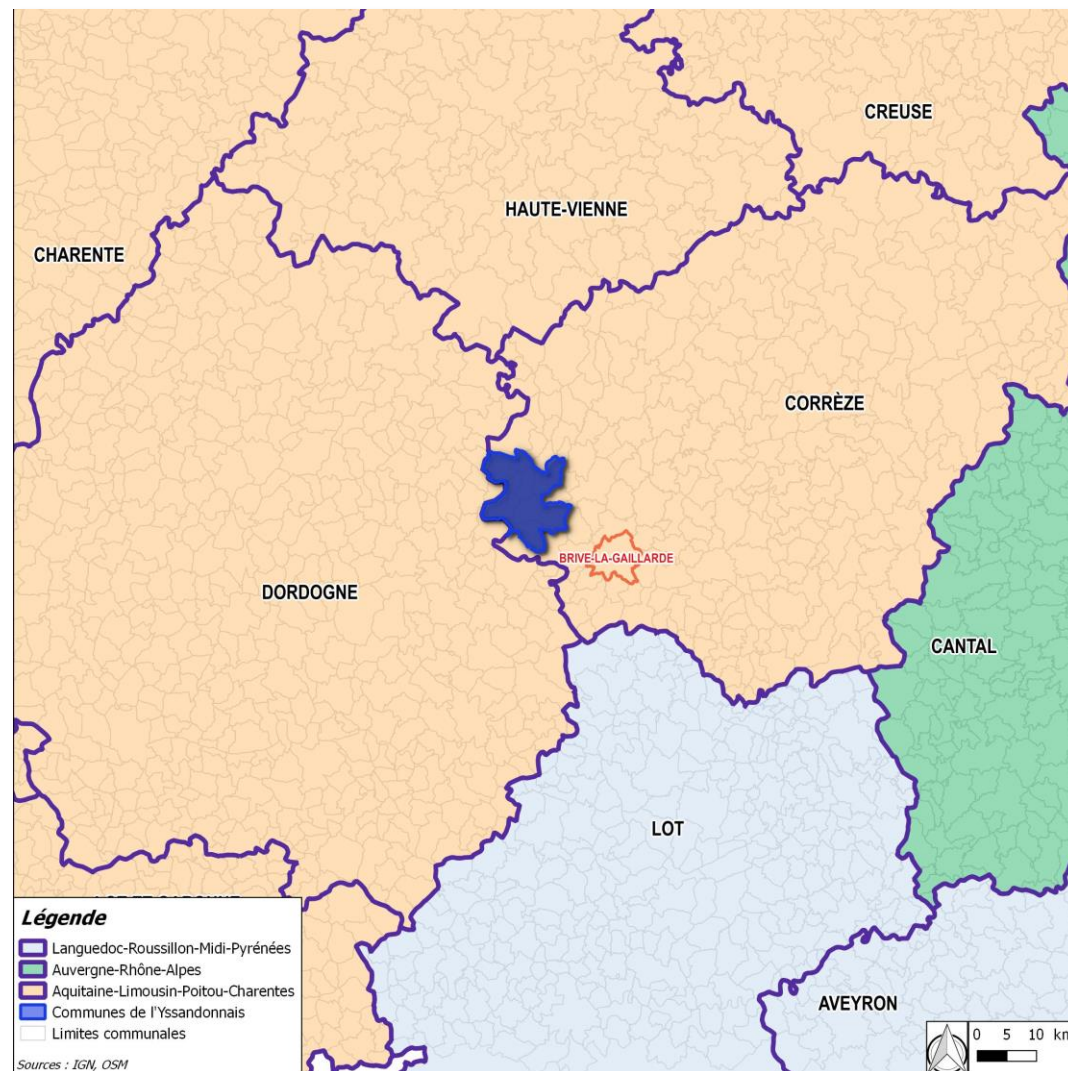 CREUSE
HAUTE-VIENNE
CHARENTE
CORRÈZE
BRIVE-LA-GAILLARDE
DORDOGNE
CANTAL
LOT
AVEYRON
Légende
Languedoc-Roussillon-Midi-Pyrénées
Auvergne-Rhône-Alpes
Aquitaine-Limousin-Poitou-Charentes
Communes de l'Yssandonnais
Limites communales
Sources : IGN, OSM
0 5 10 km